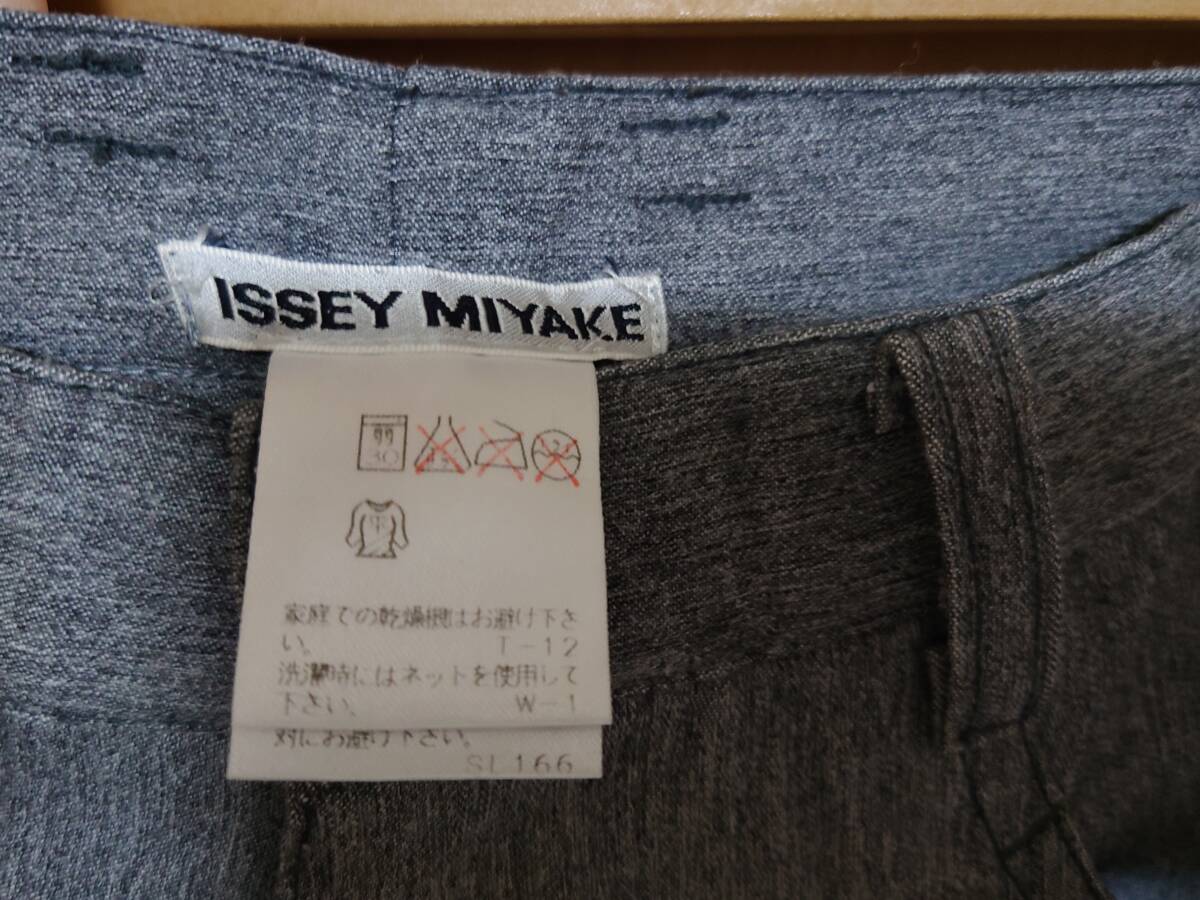 ISSEY MIYAKE
30
平
家庭での乾燥機はお避け下さ
い。 T-12
洗濯時にはネットを使用して
下さい。 W-1
対にお避け下さい。
SL166